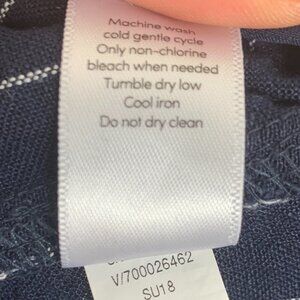 Machine wash
cold gentle cycle
Only non-chlorine
bleach when needed
Tumble dry low
Cool iron
Do not dry clean
V/700026462
SU18